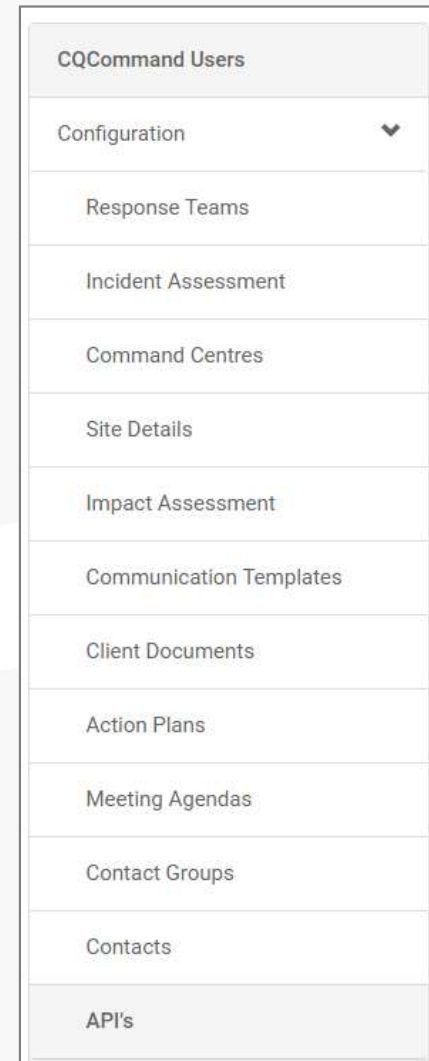 CQCommand Users
Configuration
Response Teams
Incident Assessment
Command Centres
Site Details
Impact Assessment
Communication Templates
Client Documents
Action Plans
Meeting Agendas
Contact Groups
Contacts
API's